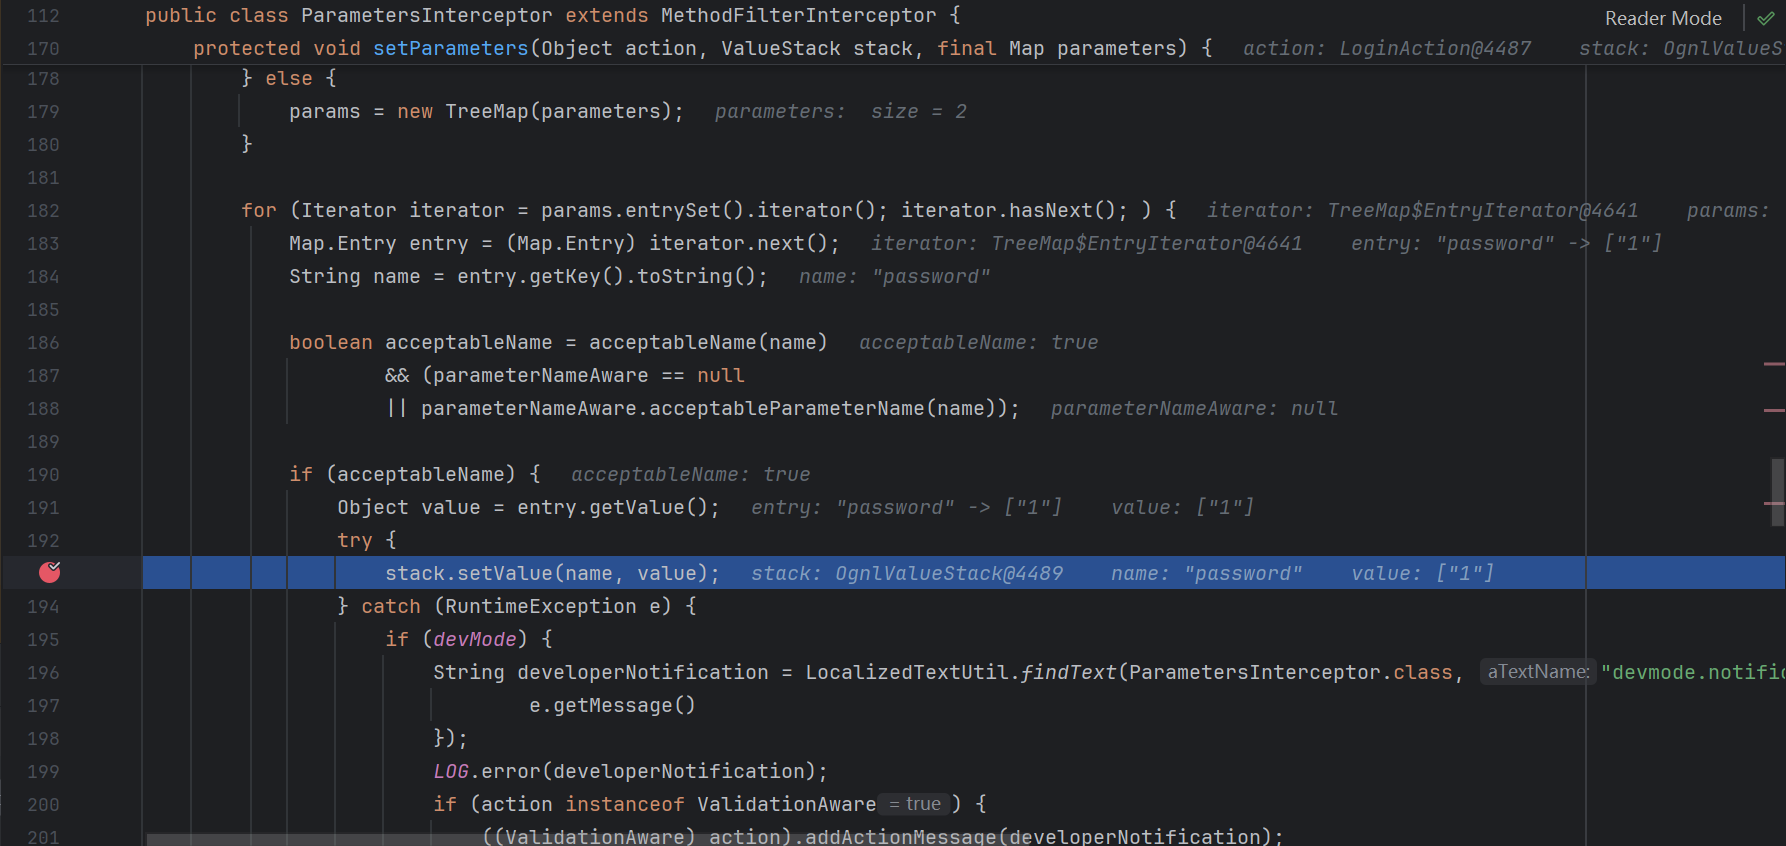 112 public class ParametersInterceptor extends MethodFilterInterceptor { Reader Mode
170 protected void setParameters(Object action, ValueStack stack, final Map parameters) { action: LoginAction@4487 stack: OgnlValueS
178 } else {
179 params = new TreeMap(parameters); parameters: size = 2
180 }
181
182 for (Iterator iterator = params.entrySet().iterator(); iterator.hasNext(); ) { iterator: TreeMap$EntryIterator@4641 params:
183 Map.Entry entry = (Map.Entry) iterator.next(); iterator: TreeMap$EntryIterator@4641 entry: "password" -> ["1"]
184 String name = entry.getKey().toString(); name: "password"
185
186 boolean acceptableName = acceptableName(name) acceptableName: true
187 && (parameterNameAware == null
188 || parameterNameAware.acceptableParameterName(name)); parameterNameAware: null
189
190 if (acceptableName) { acceptableName: true
191 Object value = entry.getValue(); entry: "password" -> ["1"] value: ["1"]
192 try {
stack.setValue(name, value); stack: OgnlValueStack@4489 name: "password" value: ["1"]
194 } catch (RuntimeException e) {
195 if (devMode) {
196 String developerNotification = LocalizedTextUtil.findText(ParametersInterceptor.class, aTextName: "devmode.notific
197 e.getMessage()
198 });
199 LOG.error(developerNotification);
200 if (action instanceof ValidationAware = true ) {
201 ((ValidationAware) action).addActionMessage(developerNotification);